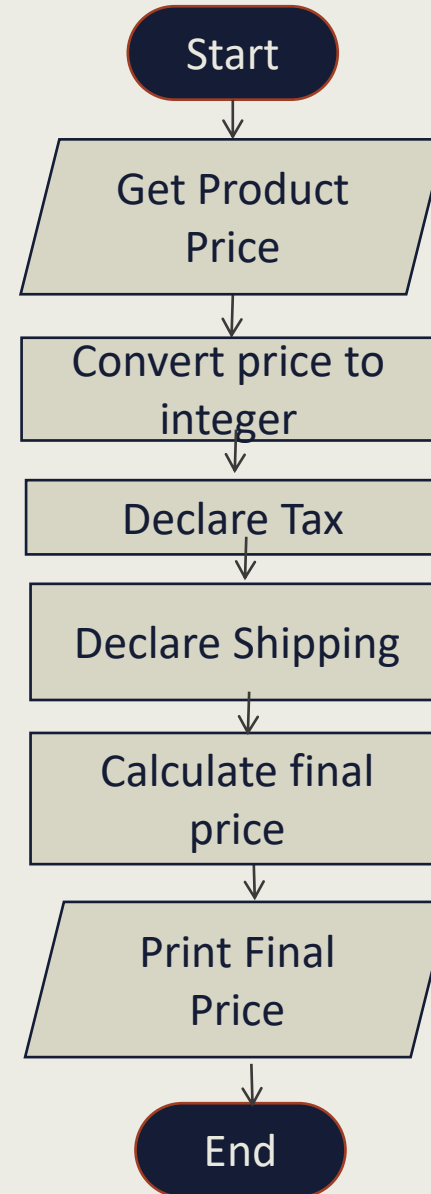 Start
Get Product
Price
Convert price to
integer
Declare Tax
Declare Shipping
Calculate final
price
Print Final
Price
End